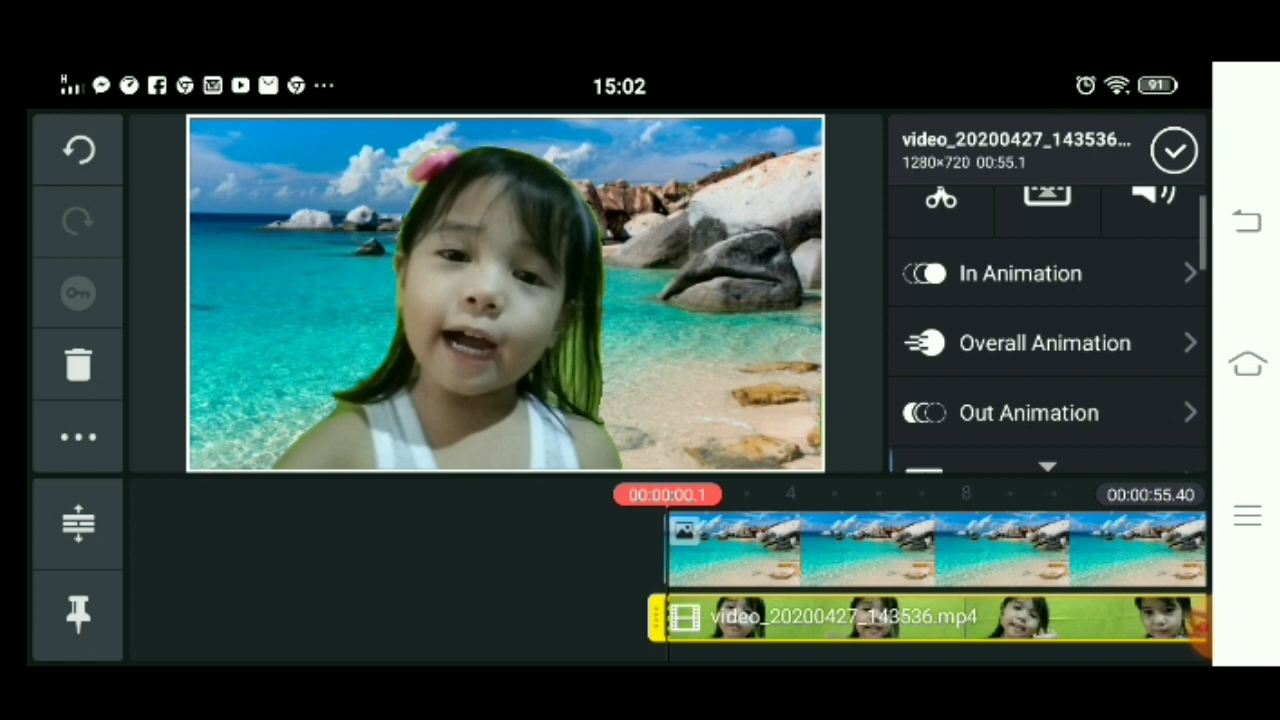 H
15:02
91
video_20200427_143536...
1280×720 00:55.1
In Animation
Overall Animation
Out Animation
00:00:00.1
4
8
00:00:55.40
video_20200427_143536.mp4